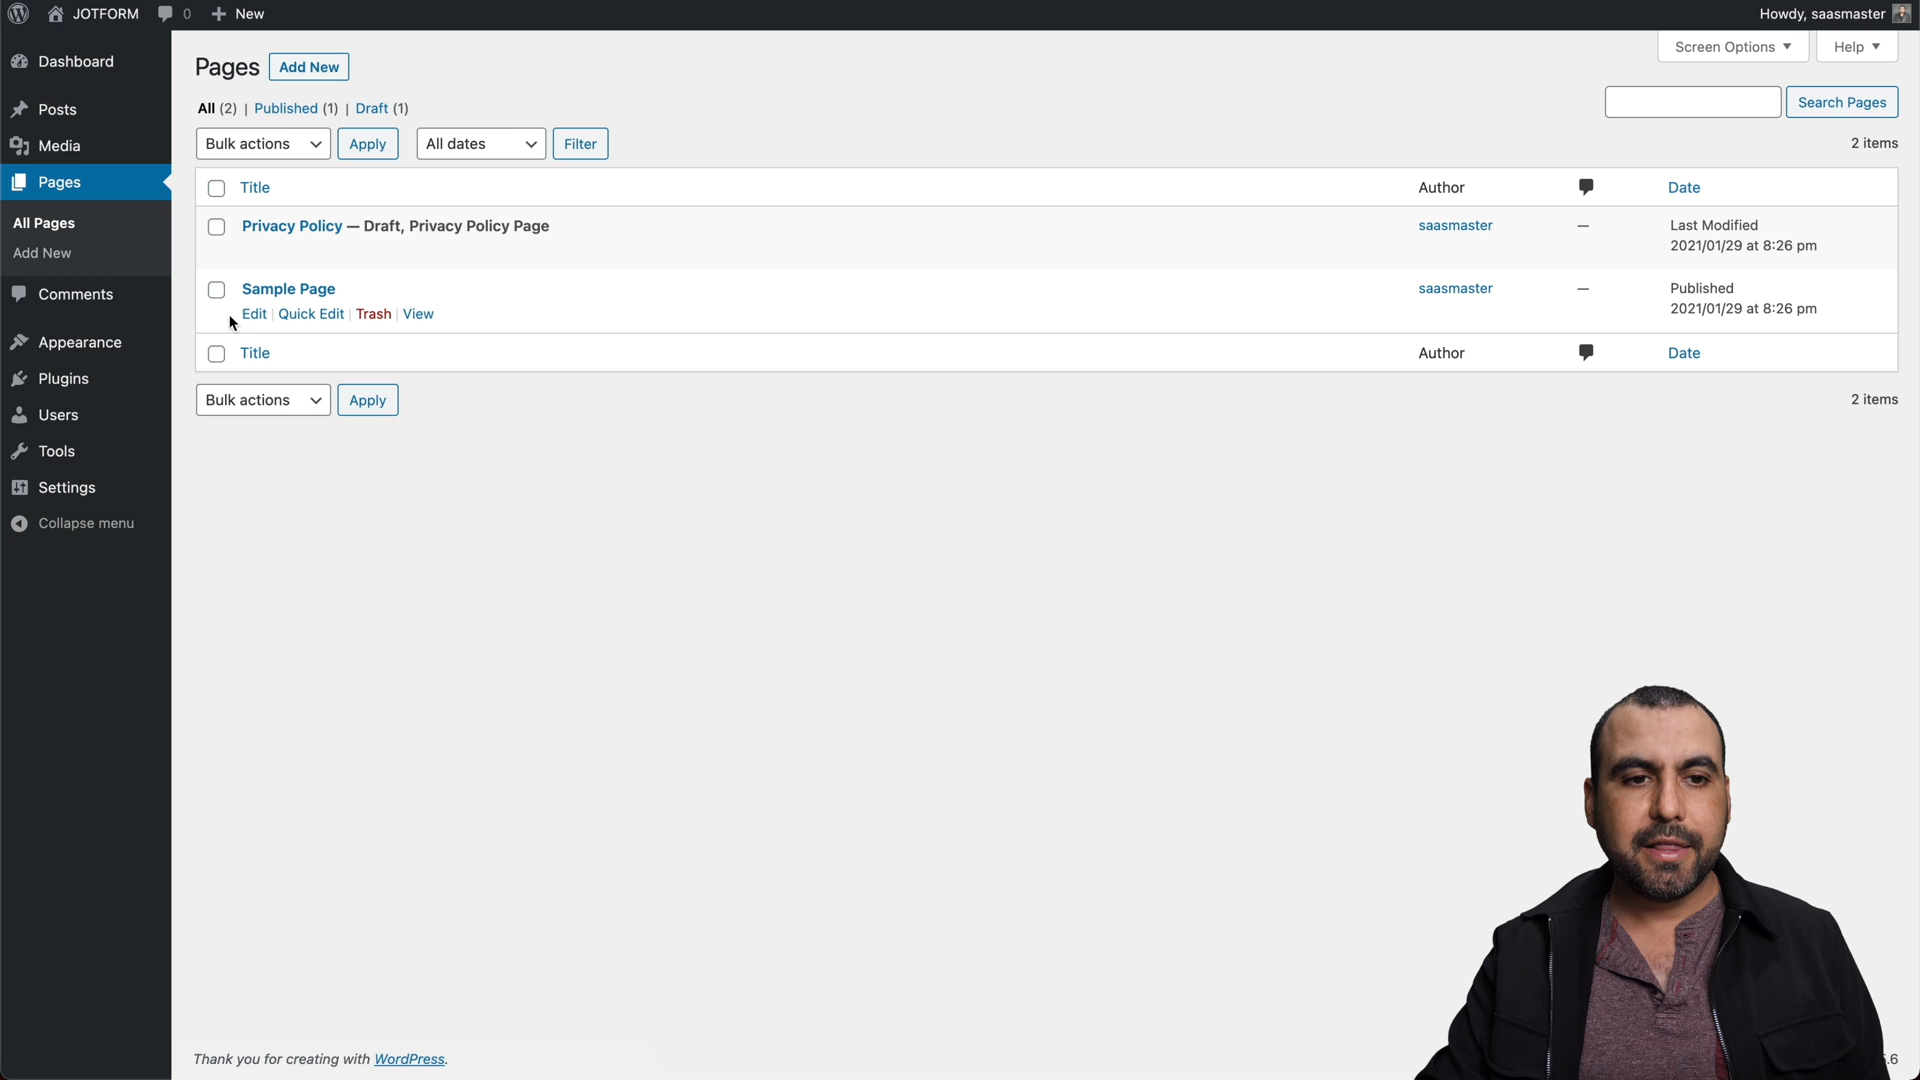 JOTFORM 0 New Howdy, saasmaster
Screen Options Help
Dashboard
Posts
Media
Pages
All Pages
Add New
Comments
Appearance
Plugins
Users
Tools
Settings
Collapse menu
Pages Add New
All (2) | Published (1) | Draft (1)
Search Pages
Bulk actions Apply All dates Filter 2 items
Title Author Date
Privacy Policy — Draft, Privacy Policy Page saasmaster — Last Modified
2021/01/29 at 8:26 pm
Sample Page saasmaster — Published
2021/01/29 at 8:26 pm
Edit | Quick Edit | Trash | View
Title Author Date
Bulk actions Apply 2 items
Thank you for creating with WordPress.